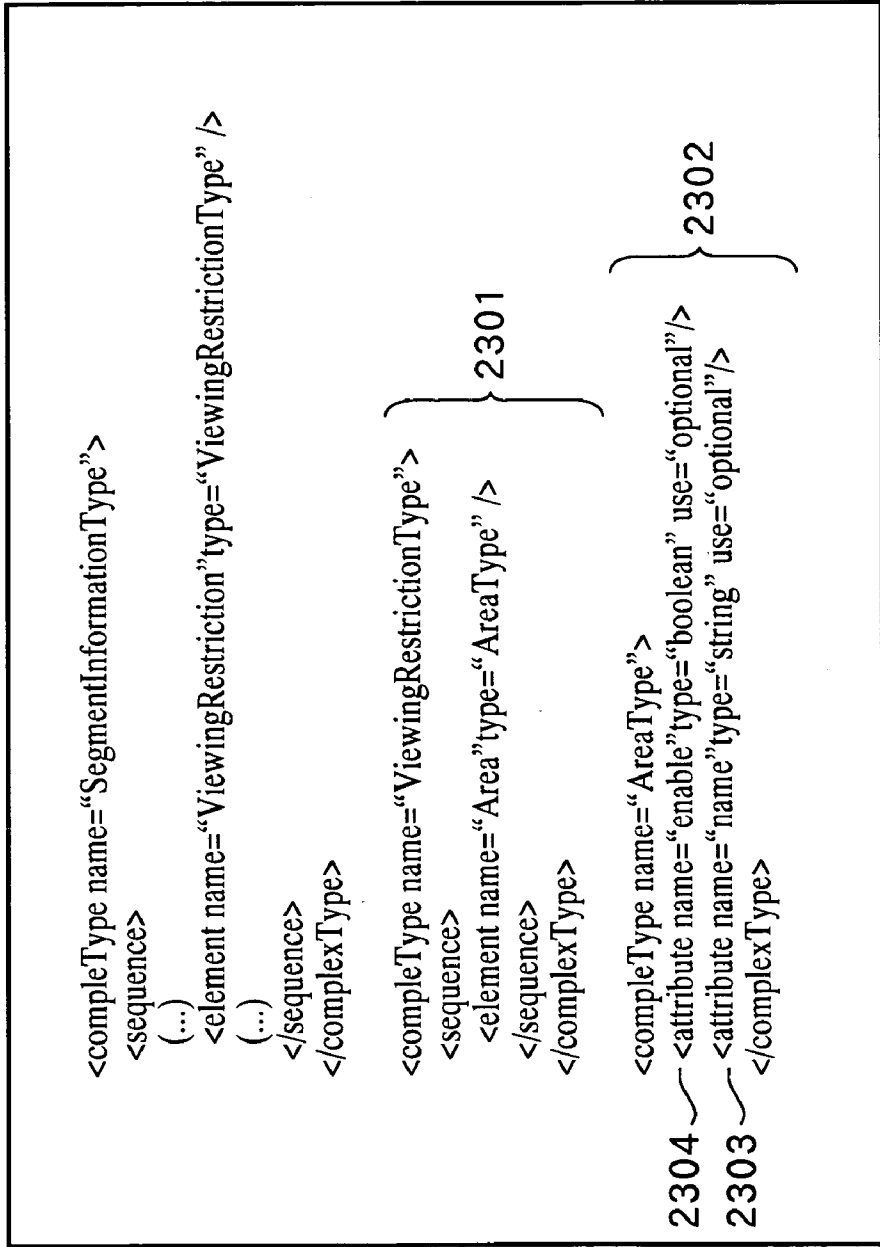 <compleType name=“SegmentInformationType”>
<sequence>
(...)
<element name=“ViewingRestriction”type=“ViewingRestrictionType” />
(...)
</sequence>
</complexType>
<compleType name=“ViewingRestrictionType”>
<sequence>
<element name=“Area”type=“AreaType” />
</sequence>
</complexType>
2301
<compleType name=“AreaType”>
2304 <attribute name=“enable”type=“boolean” use=“optional”/>
2303 <attribute name=“name”type=“string” use=“optional”/>
</complexType>
2302